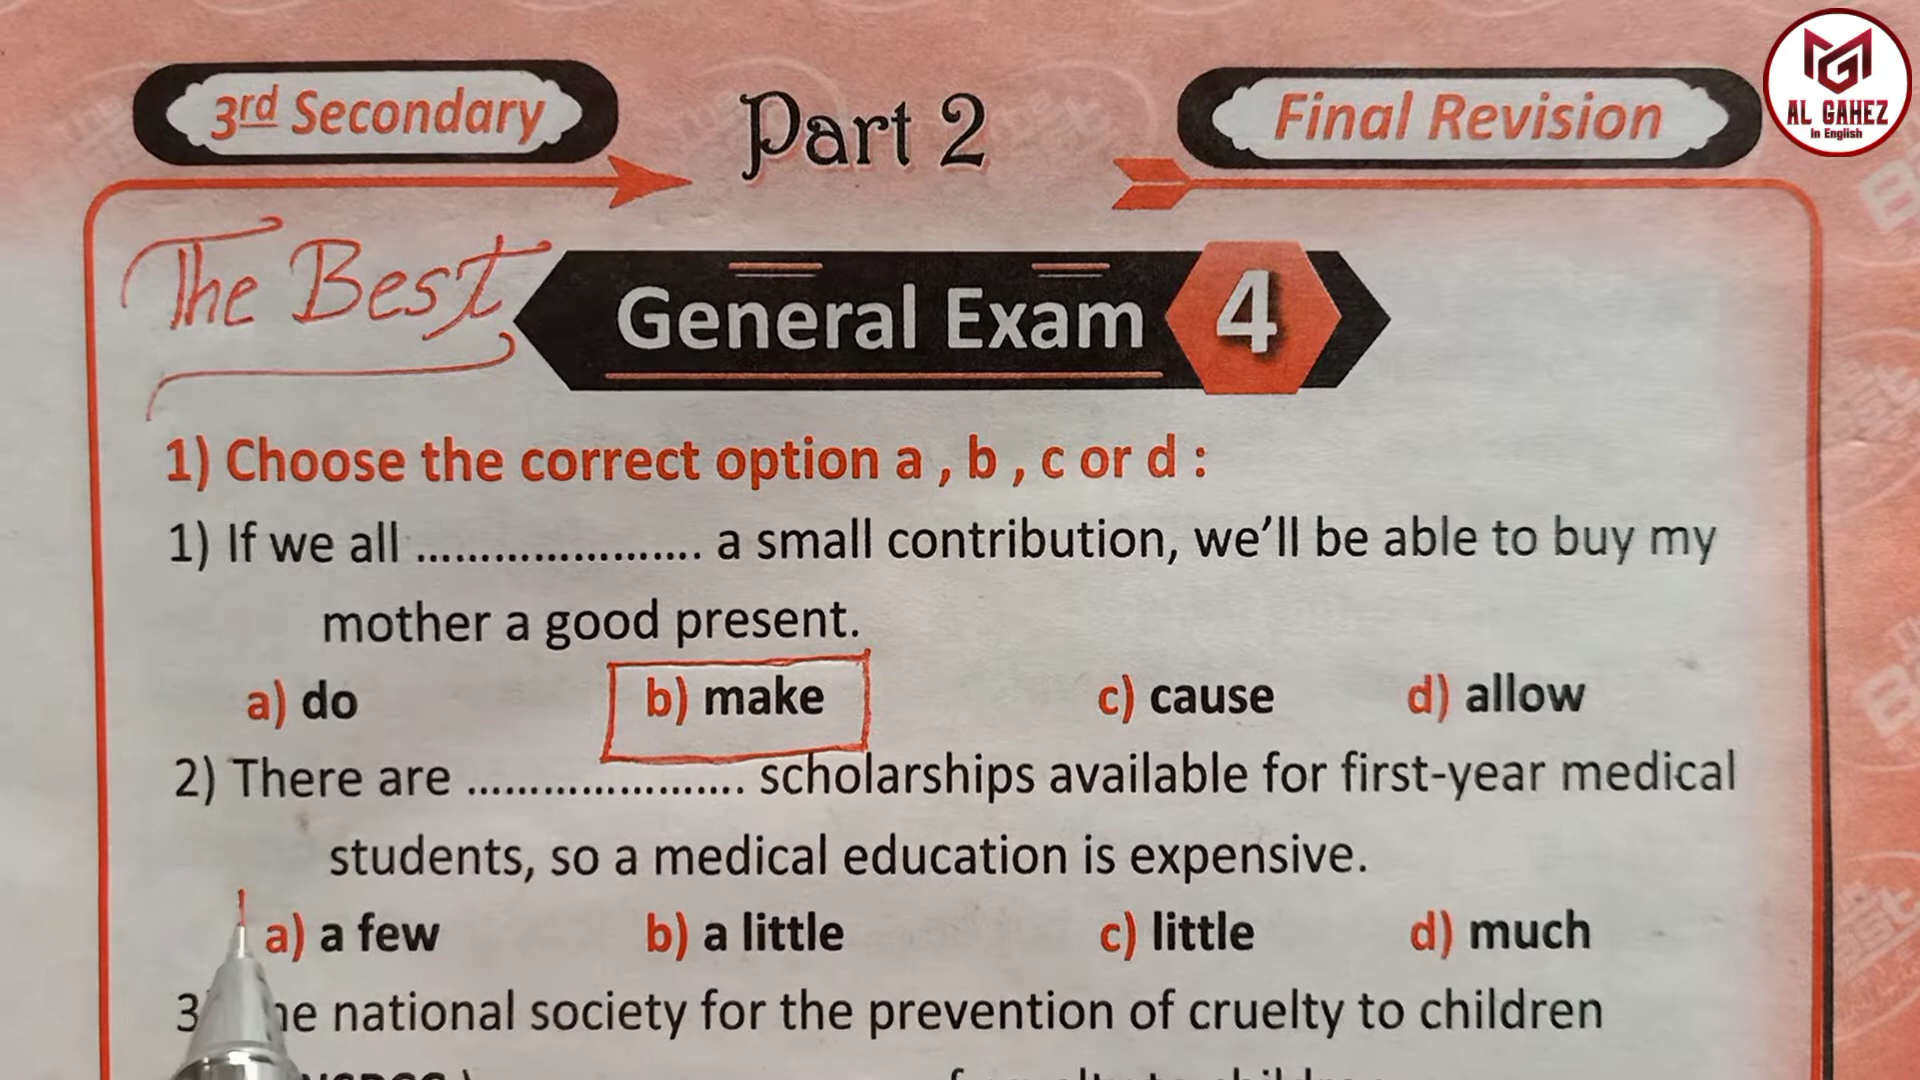 3rd Secondary
Part 2
Final Revision
AL GAHEZ
In English
The Best
General Exam 4
1) Choose the correct option a , b , c or d :
1) If we all ...................... a small contribution, we'll be able to buy my
mother a good present.
a) do b) make c) cause d) allow
2) There are ...................... scholarships available for first-year medical
students, so a medical education is expensive.
a) a few b) a little c) little d) much
3 national society for the prevention of cruelty to children